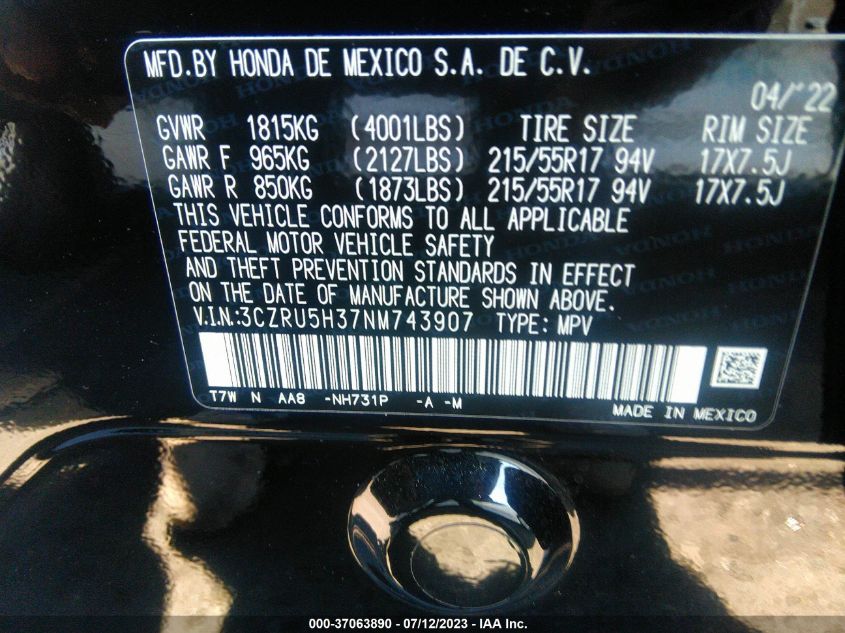 MFD.BY HONDA DE MEXICO S.A. DE C.V.
04/'22
GVWR 1815KG (4001LBS) TIRE SIZE RIM SIZE
GAWR F 965KG (2127LBS) 215/55R17 94V 17X7.5J
GAWR R 850KG (1873LBS) 215/55R17 94V 17X7.5J
THIS VEHICLE CONFORMS TO ALL APPLICABLE
FEDERAL MOTOR VEHICLE SAFETY
AND THEFT PREVENTION STANDARDS IN EFFECT
ON THE DATE OF MANUFACTURE SHOWN ABOVE.
V.I.N.:3CZRU5H37NM743907 TYPE: MPV
T7W N AA8 -NH731P -A -M
MADE IN MEXICO
000-37063890 - 07/12/2023 - IAA Inc.